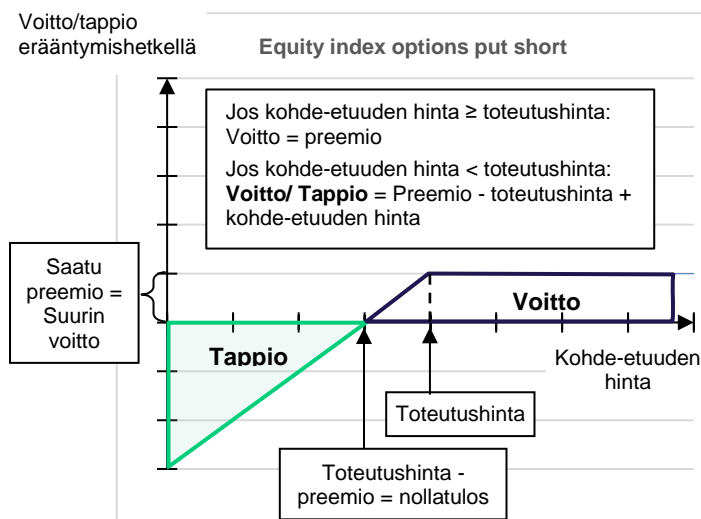 Voitto/tappio
erääntymishetkellä
Equity index options put short
Jos kohde-etuuden hinta ≥ toteutushinta:
Voitto = preemio
Jos kohde-etuuden hinta < toteutushinta:
Voitto/ Tappio = Preemio - toteutushinta +
kohde-etuuden hinta
Saatu
preemio =
Suurin
voitto
Voitto
Tappio
Kohde-etuuden
hinta
Toteutushinta
Toteutushinta -
preemio = nollatulos